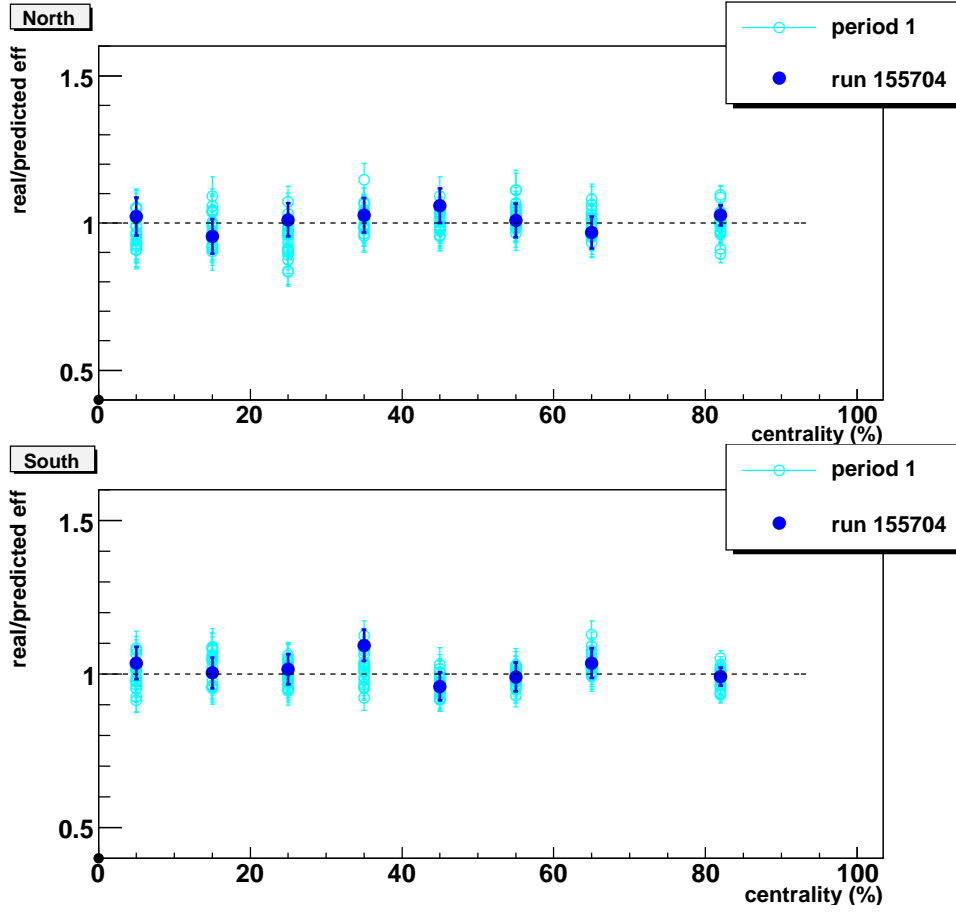 North
period 1
run 155704
real/predicted eff
1.5
1
0.5
0 20 40 60 80 100
centrality (%)
South
period 1
run 155704
real/predicted eff
1.5
1
0.5
0 20 40 60 80 100
centrality (%)